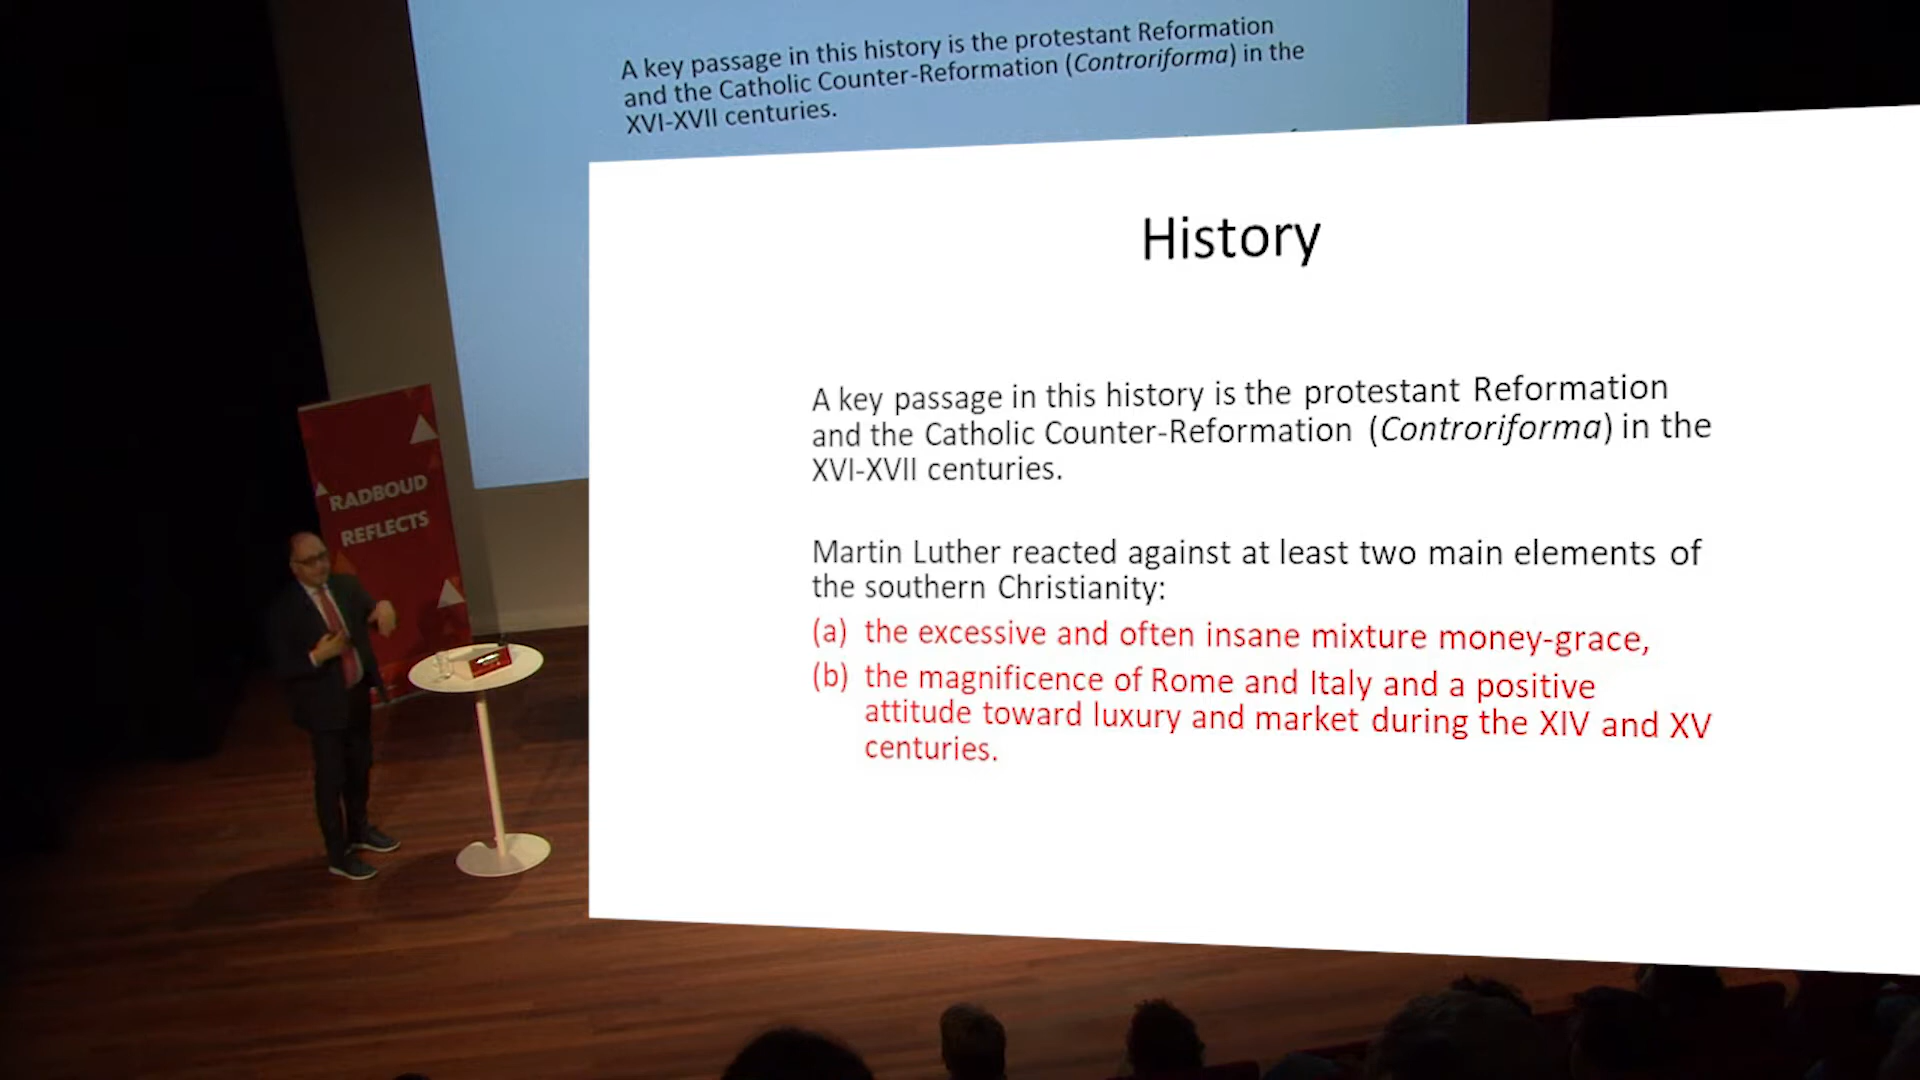 A key passage in this history is the protestant Reformation
and the Catholic Counter-Reformation (Controriforma) in the
XVI-XVII centuries.
History
A key passage in this history is the protestant Reformation
and the Catholic Counter-Reformation (Controriforma) in the
XVI-XVII centuries.
Martin Luther reacted against at least two main elements of
the southern Christianity:
(a) the excessive and often insane mixture money-grace,
(b) the magnificence of Rome and Italy and a positive
attitude toward luxury and market during the XIV and XV
centuries.
RADBOUD
REFLECTS